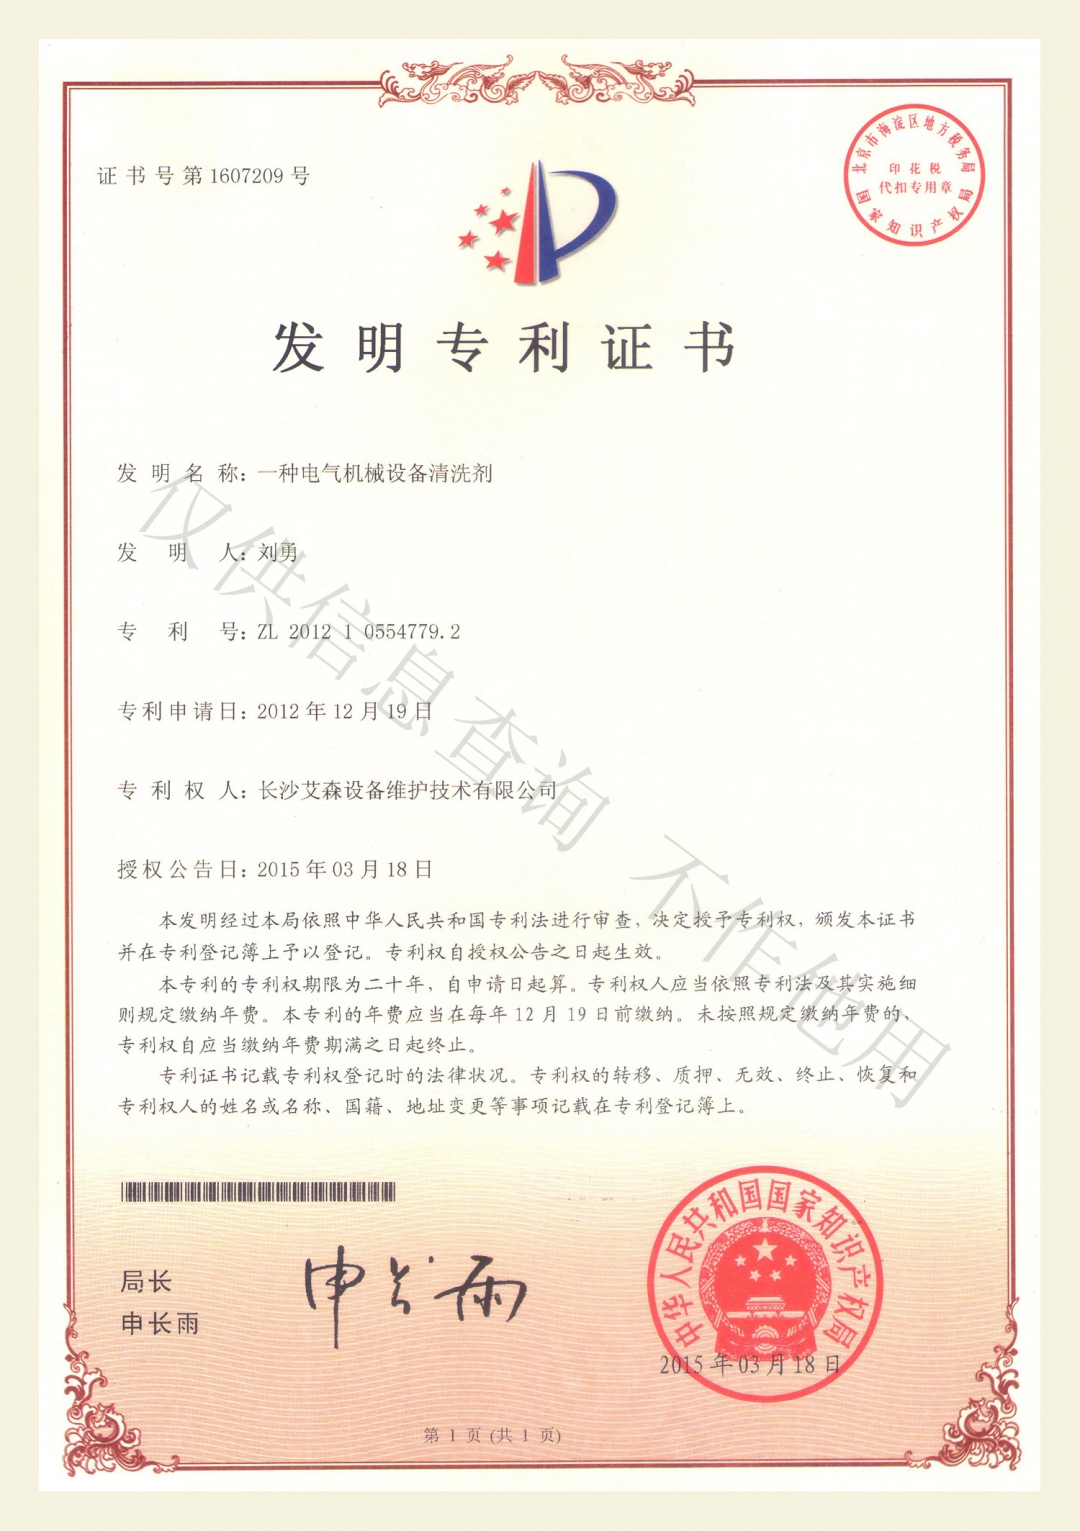 证书号第1607209号
北京市海淀区地方税务局
印花税
代扣专用章
国家知识产权局
发明专利证书
发明名称：一种电气机械设备清洗剂
发明人：刘勇
专利号：ZL 2012 1 0554779.2
专利申请日：2012年12月19日
专利权人：长沙艾森设备维护技术有限公司
授权公告日：2015年03月18日
本发明经过本局依照中华人民共和国专利法进行审查，决定授予专利权，颁发本证书
并在专利登记簿上予以登记。专利权自授权公告之日起生效。
本专利的专利权期限为二十年，自申请日起算。专利权人应当依照专利法及其实施细
则规定缴纳年费。本专利的年费应当在每年12月19日前缴纳。未按照规定缴纳年费的，
专利权自应当缴纳年费期满之日起终止。
专利证书记载专利权登记时的法律状况。专利权的转移、质押、无效、终止、恢复和
专利权人的姓名或名称、国籍、地址变更等事项记载在专利登记簿上。
仅供信息查询 不作他用
局长
申长雨
申长雨
中华人民共和国国家知识产权局
2015年03月18日
第1页(共1页)